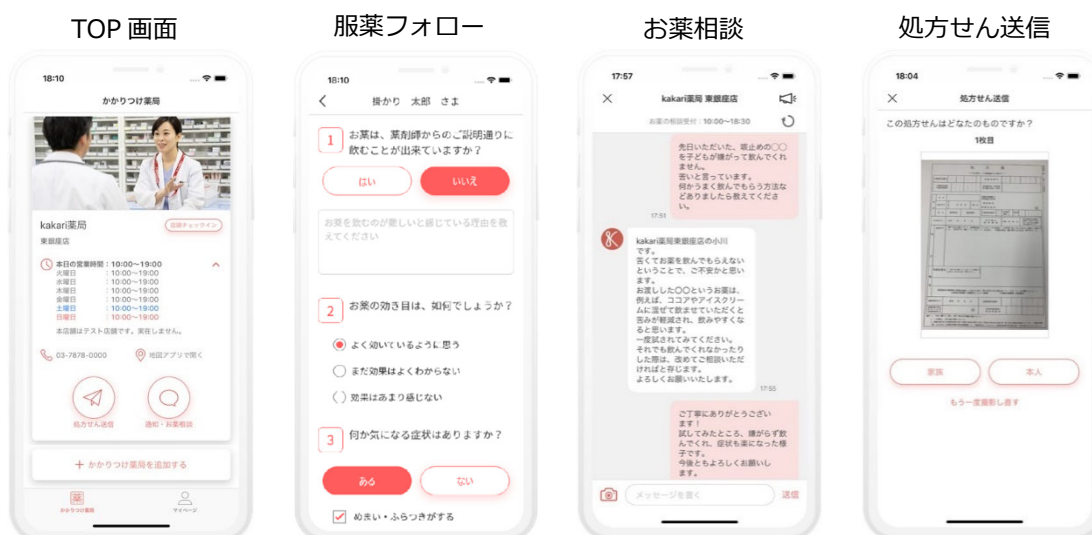 TOP 画面
服薬フォロー
お薬相談
処方せん送信
18:10
かかりつけ薬局
kakari薬局
店頭チェックイン
東銀座店
本日の営業時間：10:00〜19:00
火曜日：10:00〜19:00
水曜日：10:00〜19:00
木曜日：10:00〜19:00
金曜日：10:00〜19:00
土曜日：10:00〜19:00
日曜日：10:00〜19:00
本店舗はテスト店舗です。実在しません。
03-7878-0000
地図アプリで開く
処方せん送信
通知・お薬相談
＋ かかりつけ薬局を追加する
薬
かかりつけ薬局
マイページ
18:10
掛かり 太郎 さま
1
お薬は、薬剤師からのご説明通りに
飲むことが出来ていますか？
はい
いいえ
お薬を飲むのが難しいと感じている理由を教
えてください
2
お薬の効き目は、如何でしょうか？
よく効いているように思う
まだ効果はよくわからない
効果はあまり感じない
3
何か気になる症状はありますか？
ある
ない
めまい・ふらつきがする
17:57
kakari薬局 東銀座店
お薬の相談受付：10:00〜18:30
先日いただいた、咳止めの〇〇
を子どもが嫌がって飲んでくれ
ません。
苦いと言っています。
何かうまく飲んでもらう方法な
どありましたら教えてくださ
い。
17:51
kakari薬局東銀座店の小川
です。
苦くてお薬を飲んでもらえない
ということで、ご不安かと思い
ます。
お渡しした〇〇というお薬は、
例えば、ココアやアイスクリー
ムに混ぜて飲ませていただくと
苦みが軽減され、飲みやすくな
ると思います。
一度試されてみてください。
それでも飲んでくれなかったり
した際は、改めてご相談いただ
ければと存じます。
よろしくお願いいたします。
17:55
ご丁寧にありがとうござい
ます！
試してみたところ、嫌がらず飲
んでくれ、症状も楽になった様
子です。
今後ともよろしくお願いし
ます。
メッセージを書く
送信
18:04
処方せん送信
この処方せんはどなたのものですか？
1枚目
家族
本人
もう一度撮影し直す